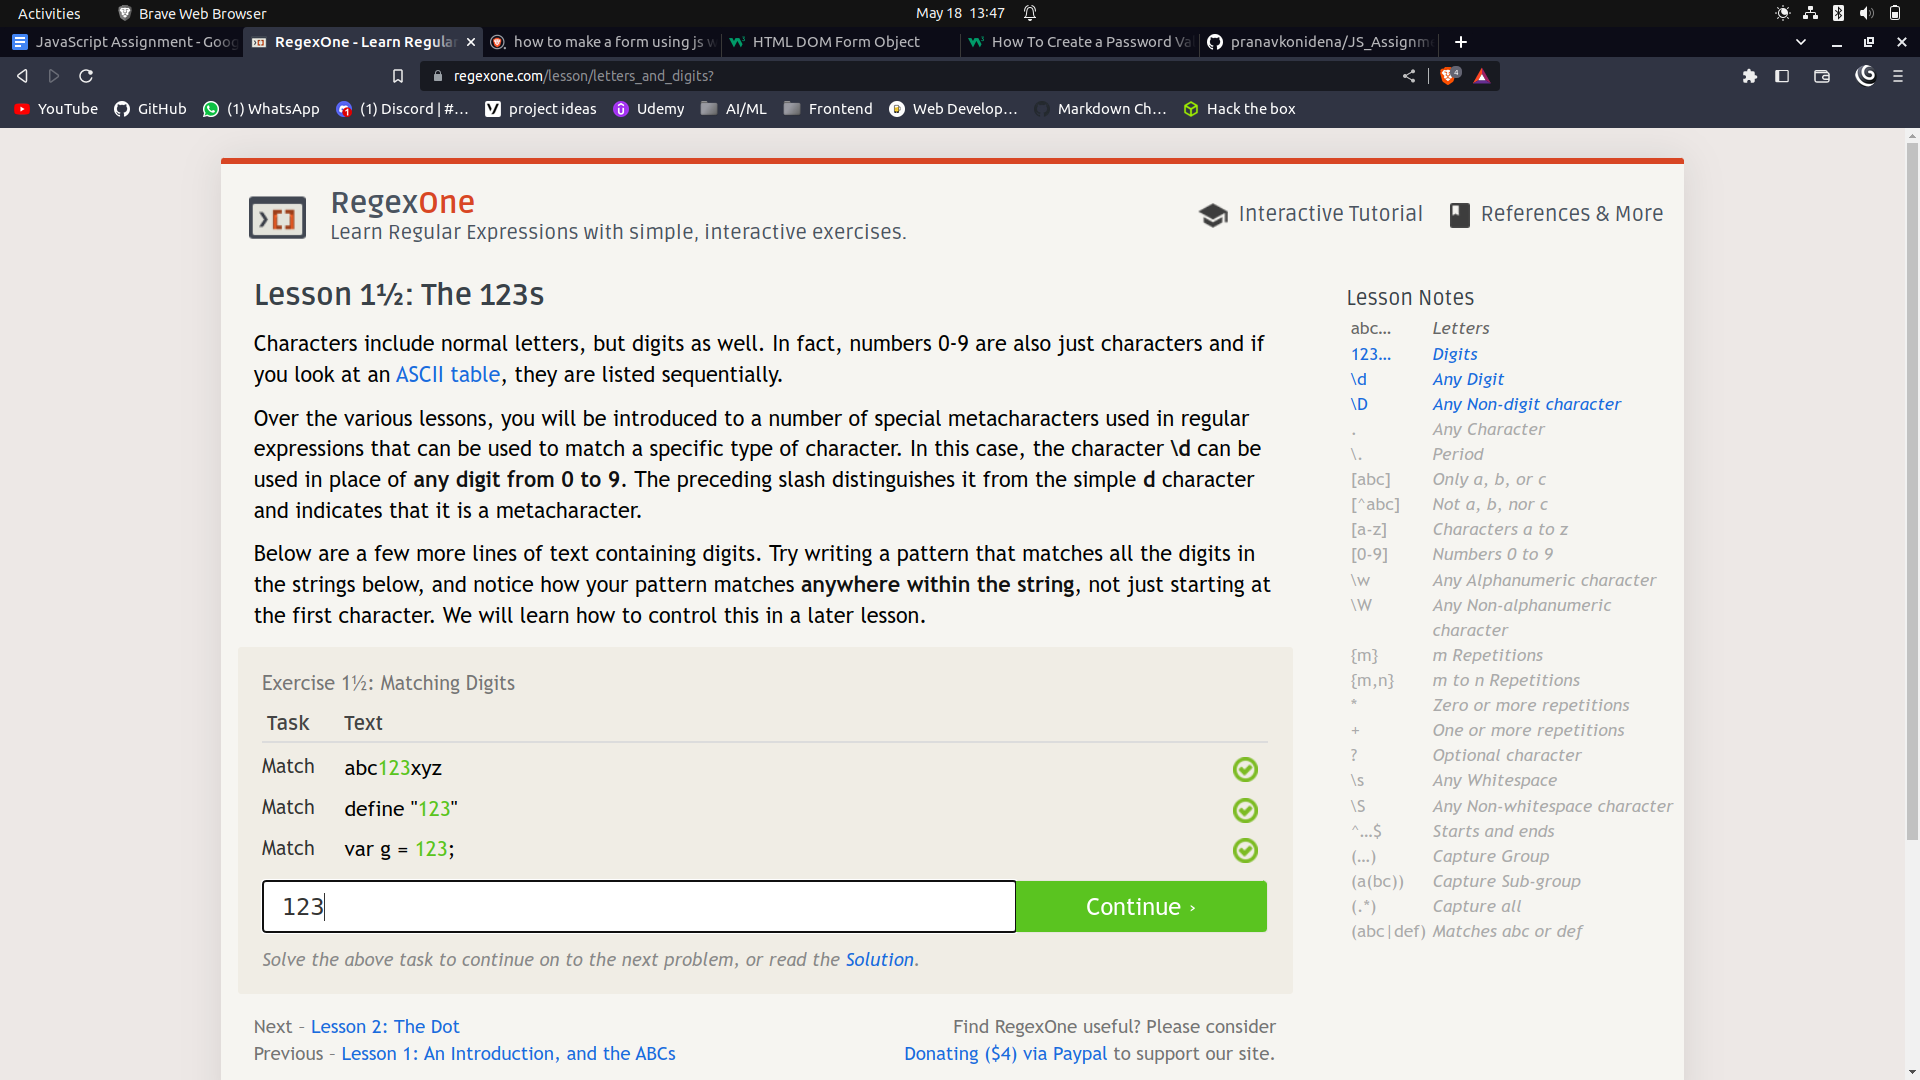 Activities
Brave Web Browser
May 18 13:47
JavaScript Assignment - Goog
RegexOne - Learn Regula
how to make a form using js w
HTML DOM Form Object
How To Create a Password Val
pranavkonidena/JS_Assignm
regexone.com/lesson/letters_and_digits?
4
YouTube
GitHub
(1) WhatsApp
(1) Discord | #...
project ideas
Udemy
AI/ML
Frontend
Web Develop...
Markdown Ch...
Hack the box
RegexOne
Learn Regular Expressions with simple, interactive exercises.
Interactive Tutorial
References & More
Lesson 1½: The 123s
Characters include normal letters, but digits as well. In fact, numbers 0-9 are also just characters and if
you look at an ASCII table, they are listed sequentially.
Over the various lessons, you will be introduced to a number of special metacharacters used in regular
expressions that can be used to match a specific type of character. In this case, the character \d can be
used in place of any digit from 0 to 9. The preceding slash distinguishes it from the simple d character
and indicates that it is a metacharacter.
Below are a few more lines of text containing digits. Try writing a pattern that matches all the digits in
the strings below, and notice how your pattern matches anywhere within the string, not just starting at
the first character. We will learn how to control this in a later lesson.
Exercise 1½: Matching Digits
Task Text
Match abc123xyz
Match define "123"
Match var g = 123;
123
Continue ›
Solve the above task to continue on to the next problem, or read the Solution.
Next – Lesson 2: The Dot
Previous – Lesson 1: An Introduction, and the ABCs
Find RegexOne useful? Please consider
Donating ($4) via Paypal to support our site.
Lesson Notes
abc... Letters
123... Digits
\d Any Digit
\D Any Non-digit character
. Any Character
\. Period
[abc] Only a, b, or c
[^abc] Not a, b, nor c
[a-z] Characters a to z
[0-9] Numbers 0 to 9
\w Any Alphanumeric character
\W Any Non-alphanumeric
character
{m} m Repetitions
{m,n} m to n Repetitions
* Zero or more repetitions
+ One or more repetitions
? Optional character
\s Any Whitespace
\S Any Non-whitespace character
^...$ Starts and ends
(...) Capture Group
(a(bc)) Capture Sub-group
(.*) Capture all
(abc|def) Matches abc or def